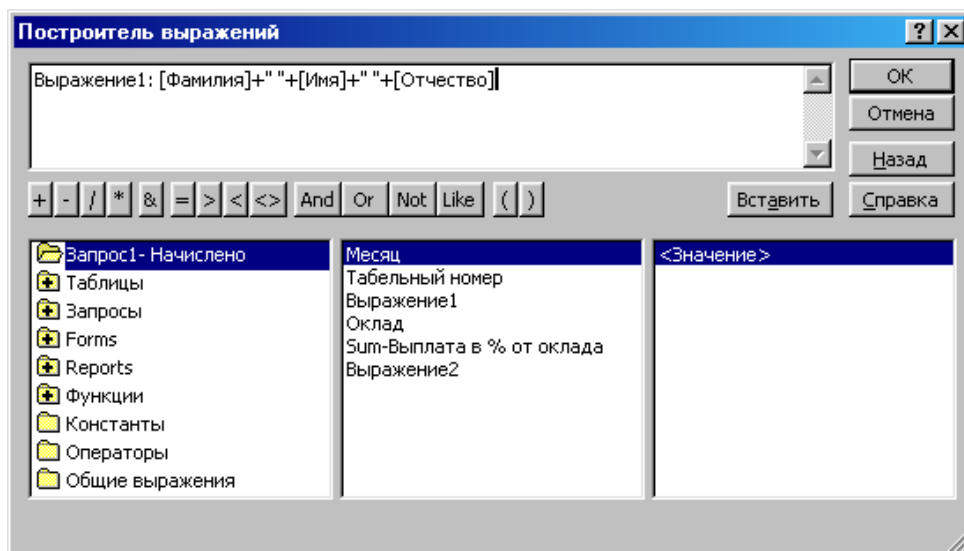 Построитель выражений ? X
Выражение1: [Фамилия]+" "+[Имя]+" "+[Отчество]
ОК
Отмена
Назад
+ - / * & = > < <> And Or Not Like ( ) Вставить Справка
Запрос1- Начислено
Таблицы
Запросы
Forms
Reports
Функции
Константы
Операторы
Общие выражения
Месяц
Табельный номер
Выражение1
Оклад
Sum-Выплата в % от оклада
Выражение2
<Значение>